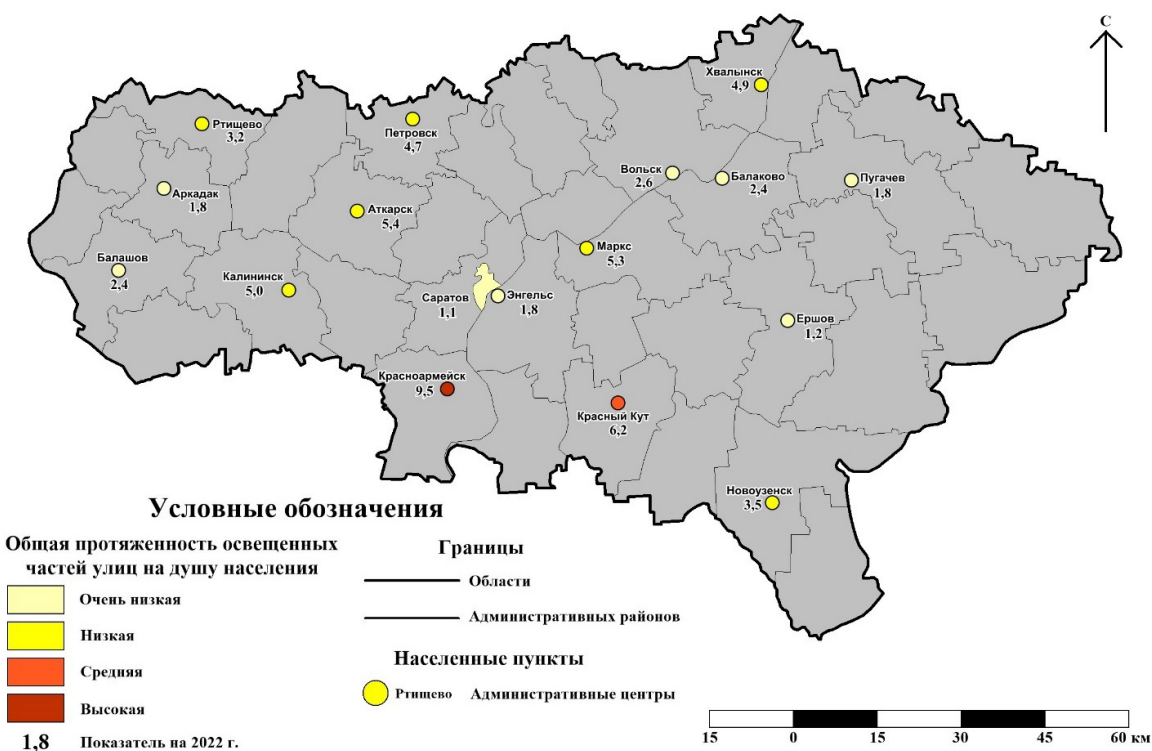 С
Хвалынск
4,9
Ртищево
3,2
Петровск
4,7
Вольск
2,6
Балаково
2,4
Пугачев
1,8
Аркадак
1,8
Аткарск
5,4
Маркс
5,3
Балашов
2,4
Калининск
5,0
Саратов
1,1
Энгельс
1,8
Ершов
1,2
Красноармейск
9,5
Красный Кут
6,2
Новоузенск
3,5
Условные обозначения
Общая протяженность освещенных
частей улиц на душу населения
Очень низкая
Низкая
Средняя
Высокая
1,8 Показатель на 2022 г.
Границы
Области
Административных районов
Населенные пункты
Ртищево Административные центры
15 0 15 30 45 60 км